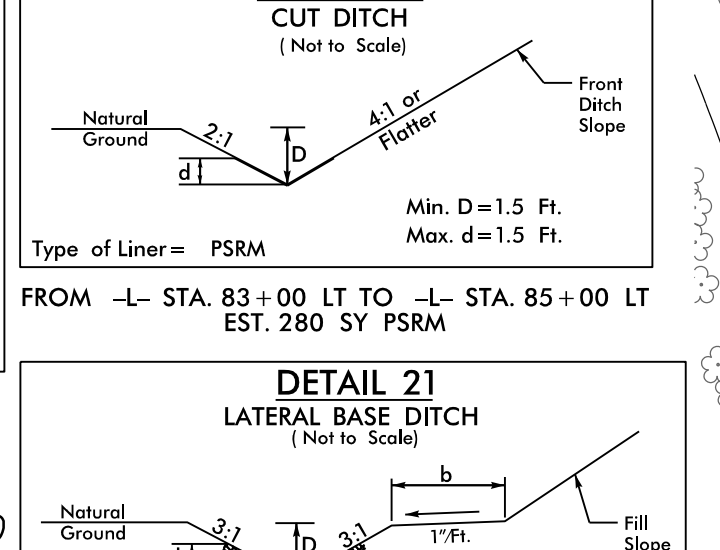 CUT DITCH
( Not to Scale)
Natural
Ground
2:1
D
d
4:1 or
Flatter
Front
Ditch
Slope
Min. D=1.5 Ft.
Max. d=1.5 Ft.
Type of Liner= PSRM
FROM -L- STA. 83+00 LT TO -L- STA. 85+00 LT
EST. 280 SY PSRM
DETAIL 21
LATERAL BASE DITCH
( Not to Scale)
b
Natural
Ground
3:1
D
3:1
1"/Ft.
Fill
Slope